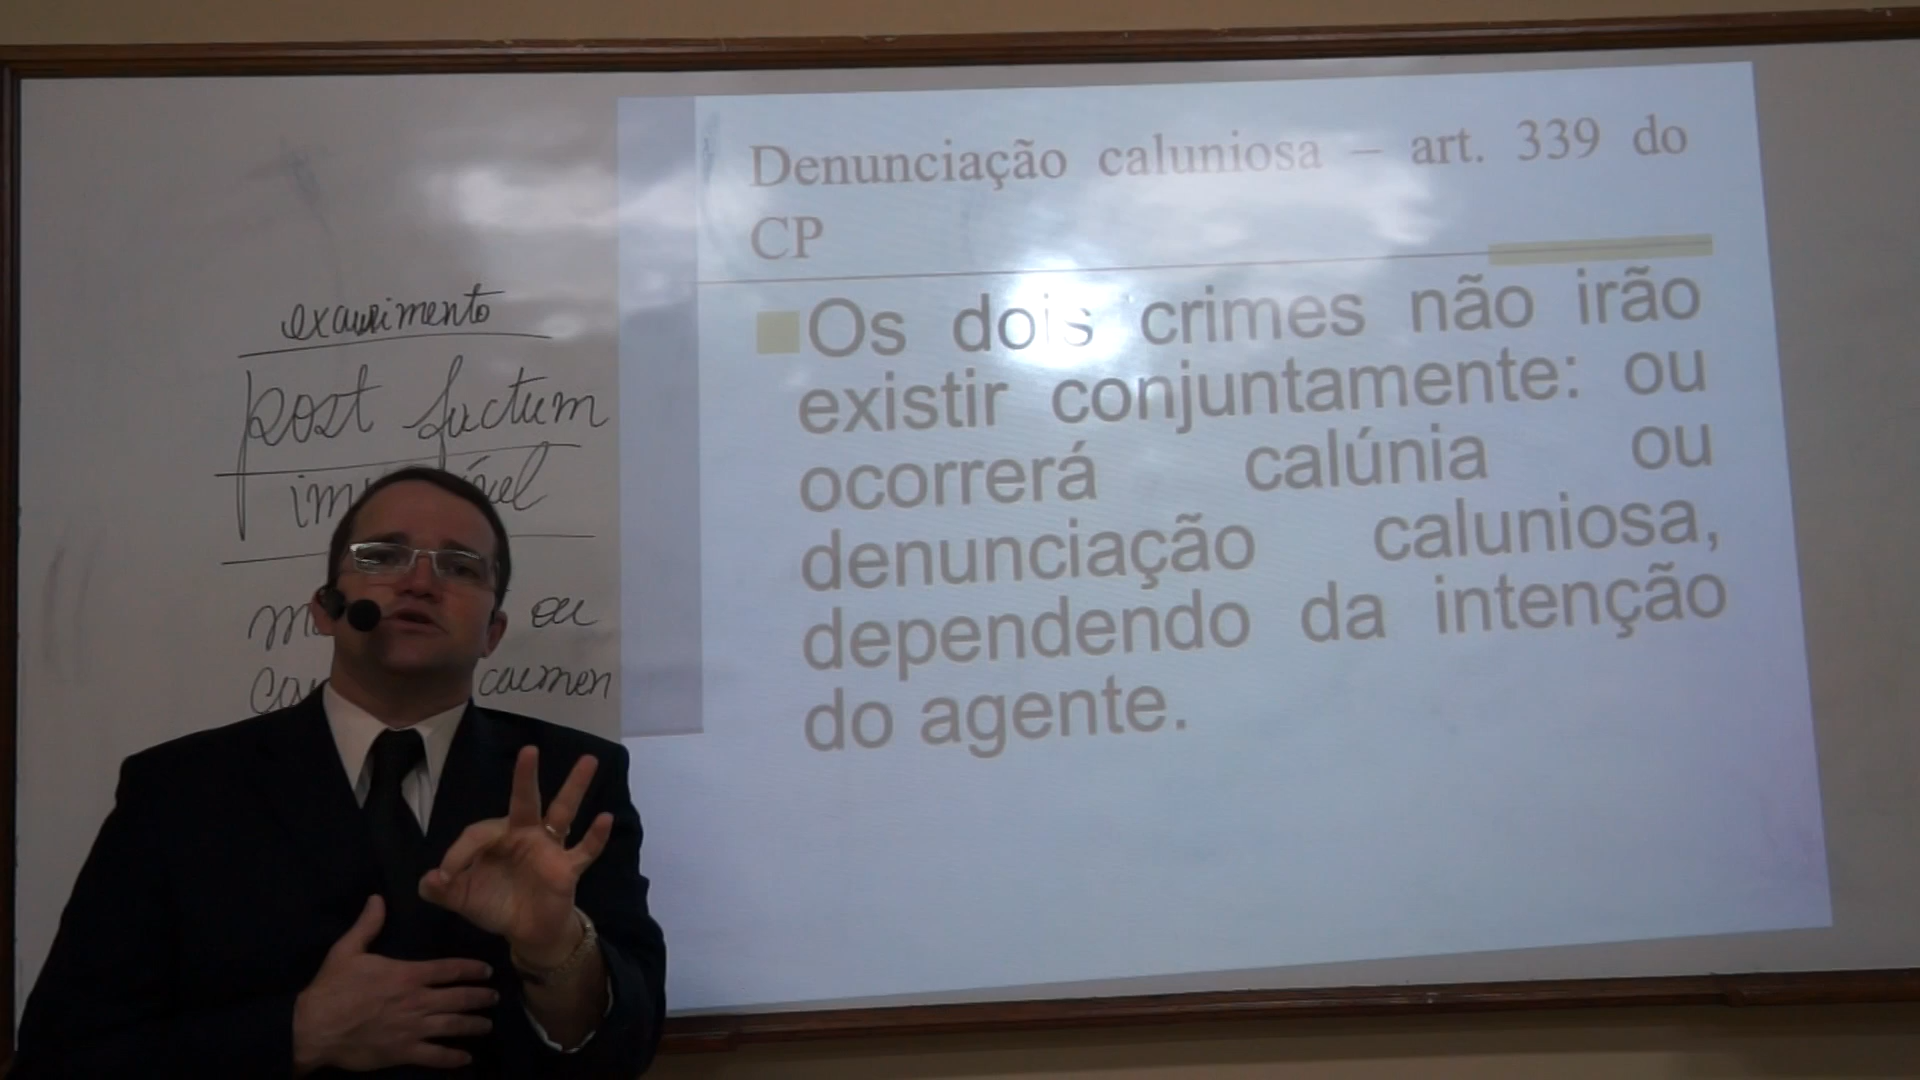 exaurimento
post factum
ou
Denunciação caluniosa – art. 339 do
CP
Os dois crimes não irão
existir conjuntamente: ou
ocorrerá calúnia ou
denunciação caluniosa,
dependendo da intenção
do agente.